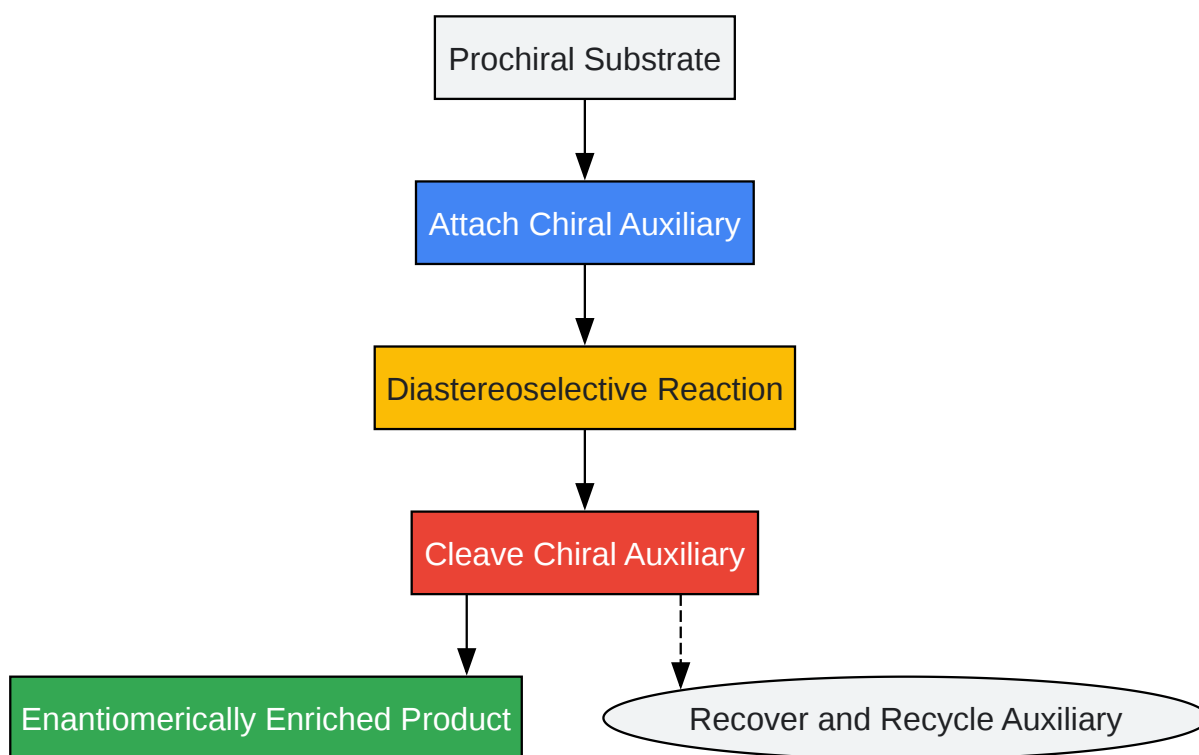 Prochiral Substrate
Attach Chiral Auxiliary
Diastereoselective Reaction
Cleave Chiral Auxiliary
Enantiomerically Enriched Product
Recover and Recycle Auxiliary